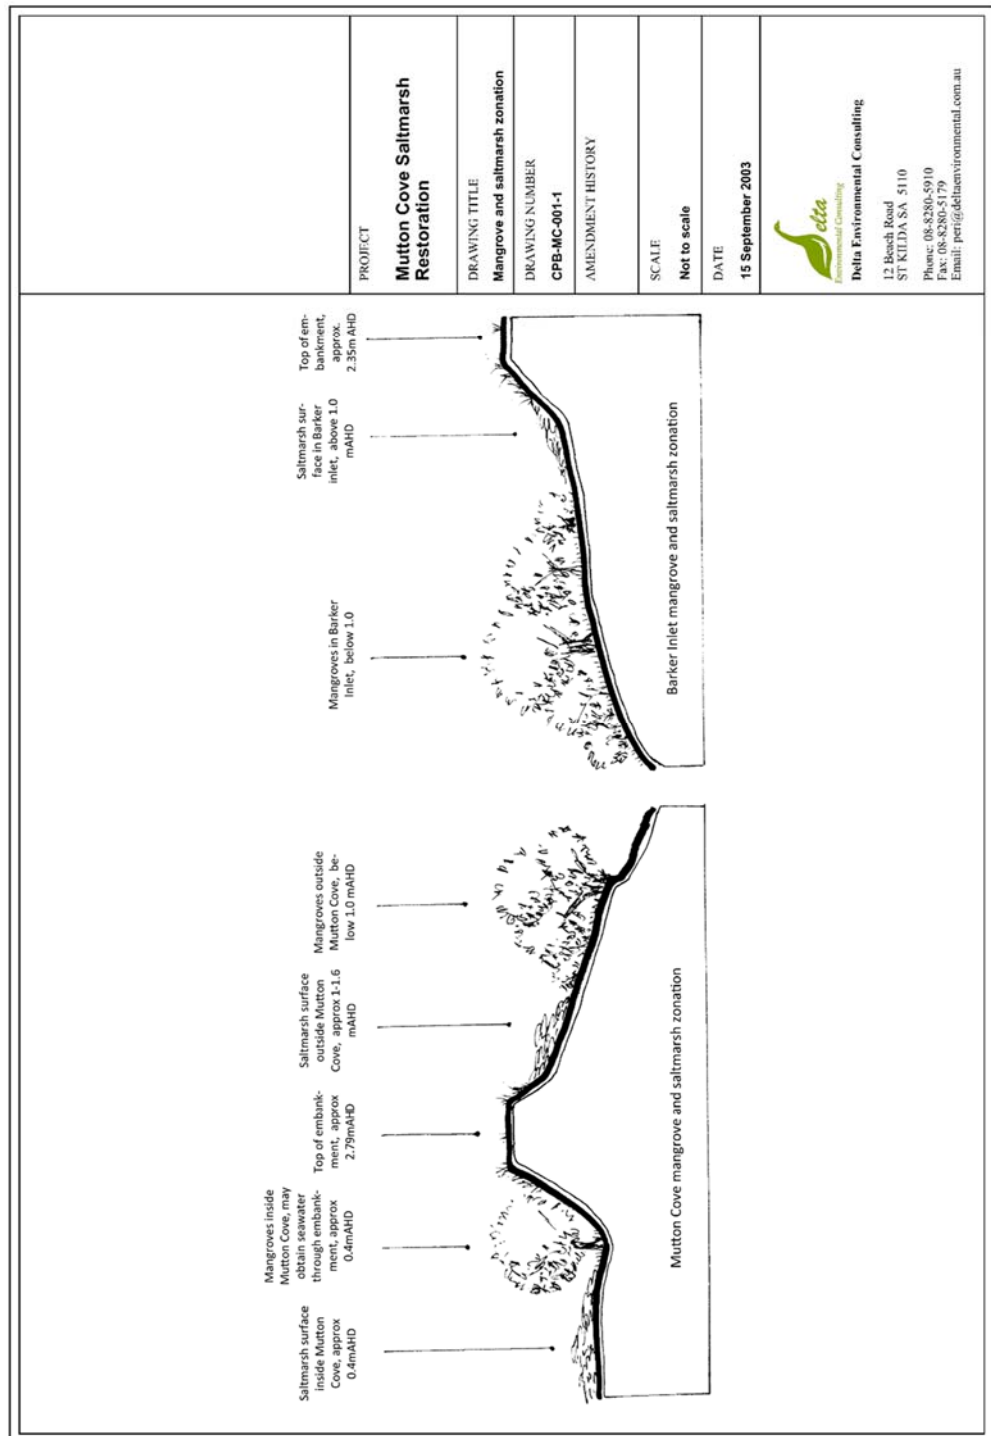 Saltmarsh surface
inside Mutton
Cove, approx
0.4mAHD
Mangroves inside
Mutton Cove, may
obtain seawater
through embank-
ment, approx
0.4mAHD
Top of embank-
ment, approx
2.79mAHD
Saltmarsh surface
outside Mutton
Cove, approx 1-1.6
mAHD
Mangroves outside
Mutton Cove, be-
low 1.0 mAHD
Mangroves in Barker
Inlet, below 1.0
Saltmarsh sur-
face in Barker
inlet, above 1.0
mAHD
Top of em-
bankment,
approx.
2.35m AHD
Mutton Cove mangrove and saltmarsh zonation
Barker Inlet mangrove and saltmarsh zonation
PROJECT
Mutton Cove Saltmarsh
Restoration
DRAWING TITLE
Mangrove and saltmarsh zonation
DRAWING NUMBER
CPB-MC-001-1
AMENDMENT HISTORY
SCALE
Not to scale
DATE
15 September 2003
Delta
Environmental Consulting
Delta Environmental Consulting
12 Beach Road
ST KILDA SA 5110
Phone: 08-8280-5910
Fax: 08-8280-5179
Email: peri@deltaenvironmental.com.au